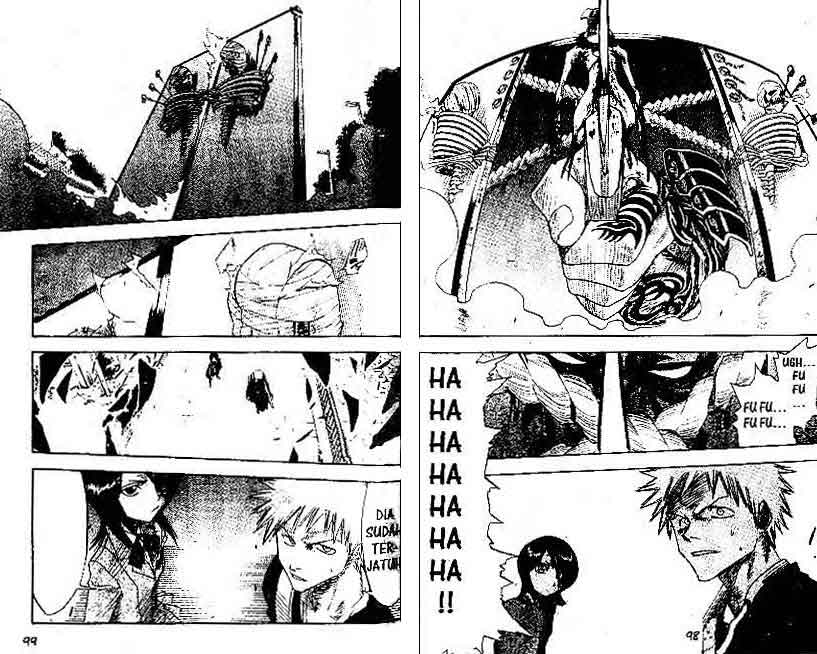 UGH...
FU
FU
...
FU FU...
FU FU...
HA
HA
HA
HA
HA
HA
HA
!!
98
DIA
SUDAH
TER-
JATUH
99